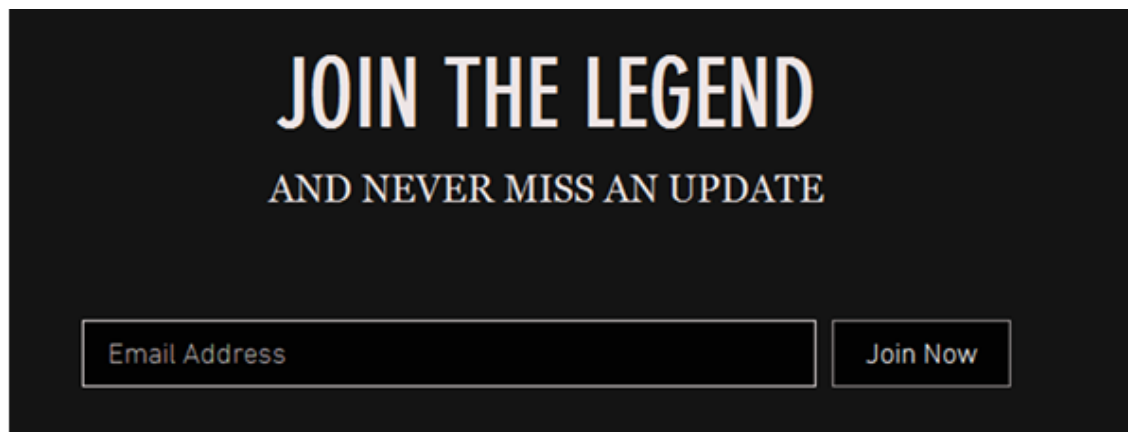 JOIN THE LEGEND
AND NEVER MISS AN UPDATE
Email Address
Join Now